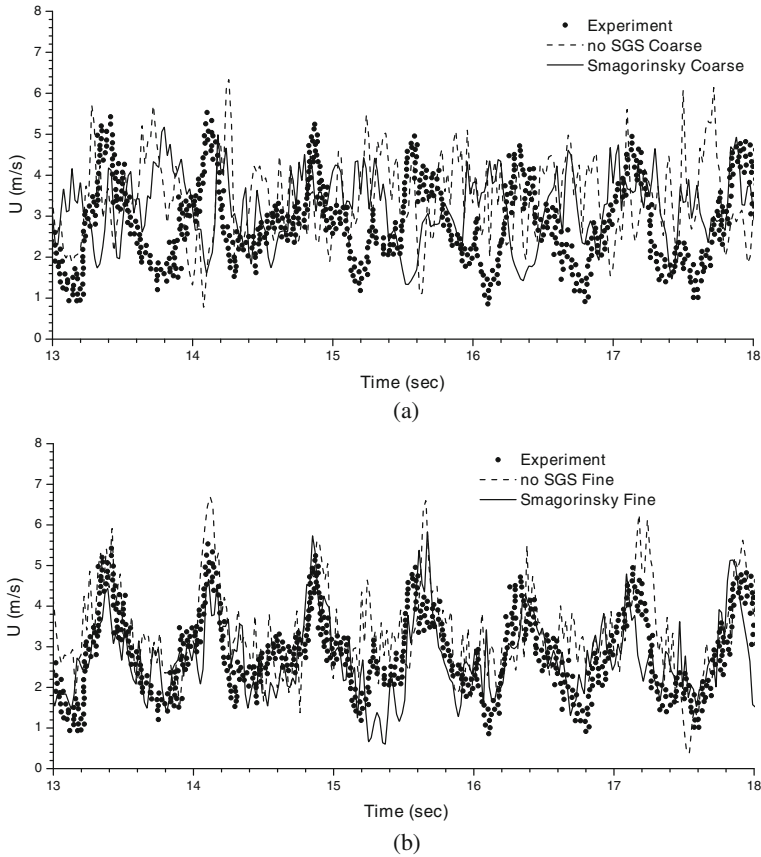 8
7
6
5
4
3
2
1
0
U (m/s)
Experiment
no SGS Coarse
Smagorinsky Coarse
13 14 15 16 17 18
Time (sec)
(a)
8
7
6
5
4
3
2
1
0
U (m/s)
Experiment
no SGS Fine
Smagorinsky Fine
13 14 15 16 17 18
Time (sec)
(b)